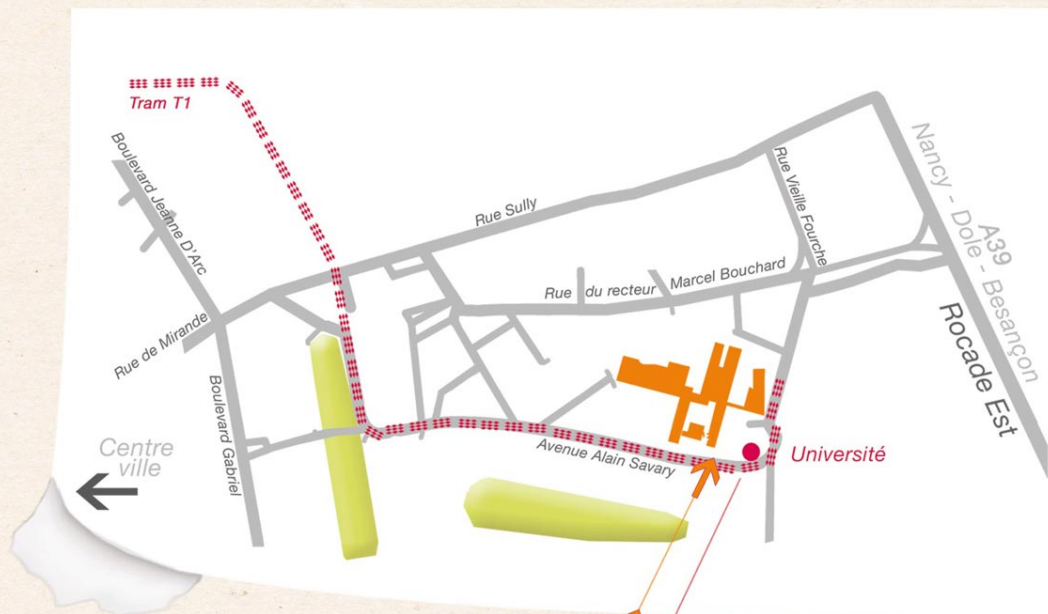 Tram T1
Boulevard Jeanne D'Arc
Rue Sully
Rue Vieille Fourche
Nancy - Dole - Besançon
A39
Rocade Est
Rue du recteur Marcel Bouchard
Rue de Mirande
Boulevard Gabriel
Centre
ville
Avenue Alain Savary
Université